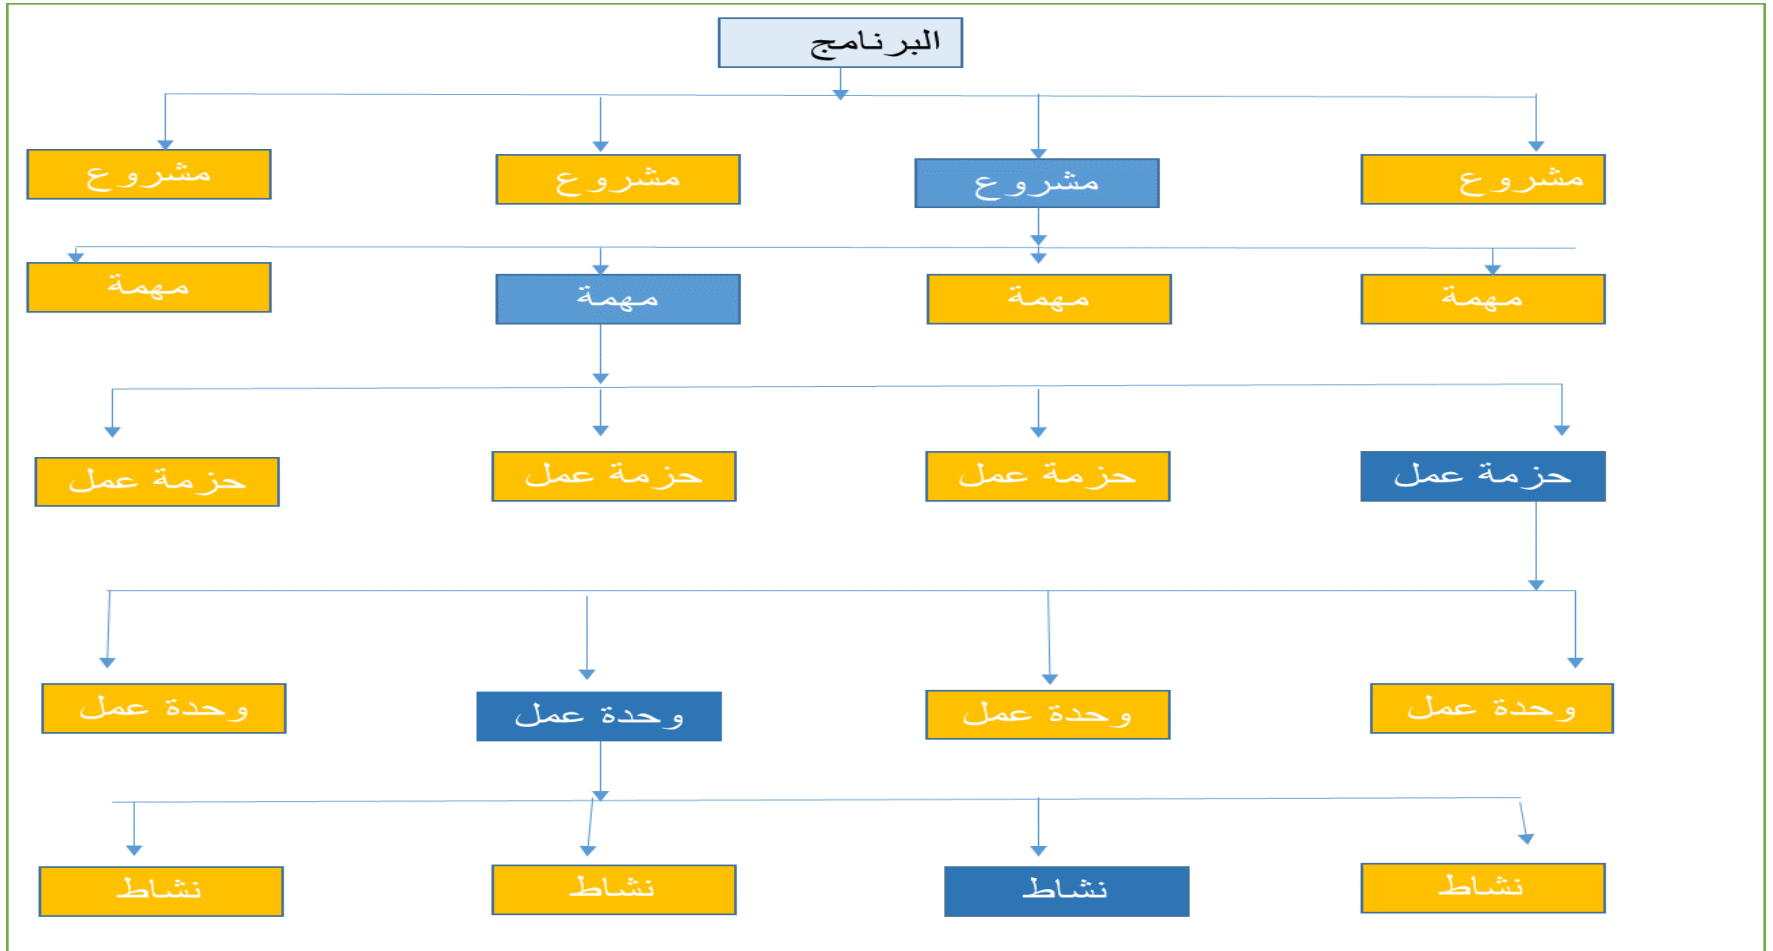 البرنامج
مشروع
مشروع
مشروع
مشروع
مهمة
مهمة
مهمة
مهمة
حزمة عمل
حزمة عمل
حزمة عمل
حزمة عمل
وحدة عمل
وحدة عمل
وحدة عمل
وحدة عمل
نشاط
نشاط
نشاط
نشاط